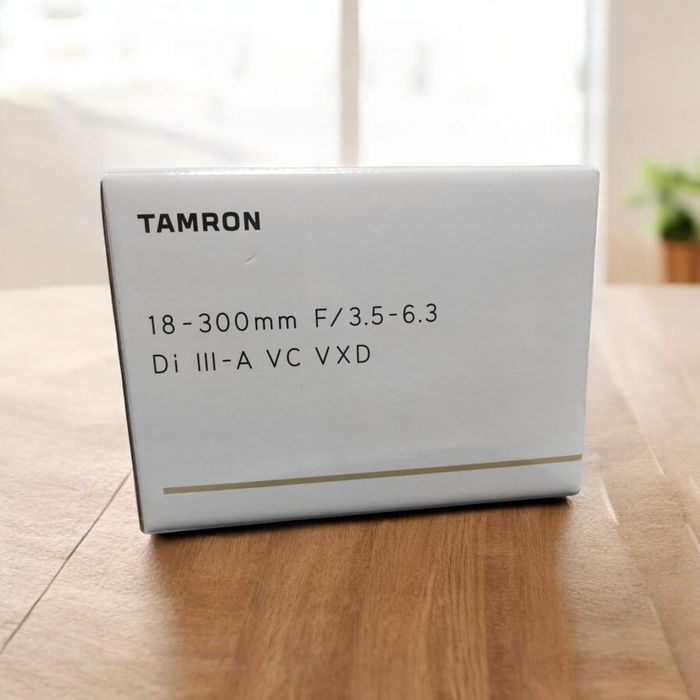 TAMRON
18-300mm F/3.5-6.3
Di III-A VC VXD